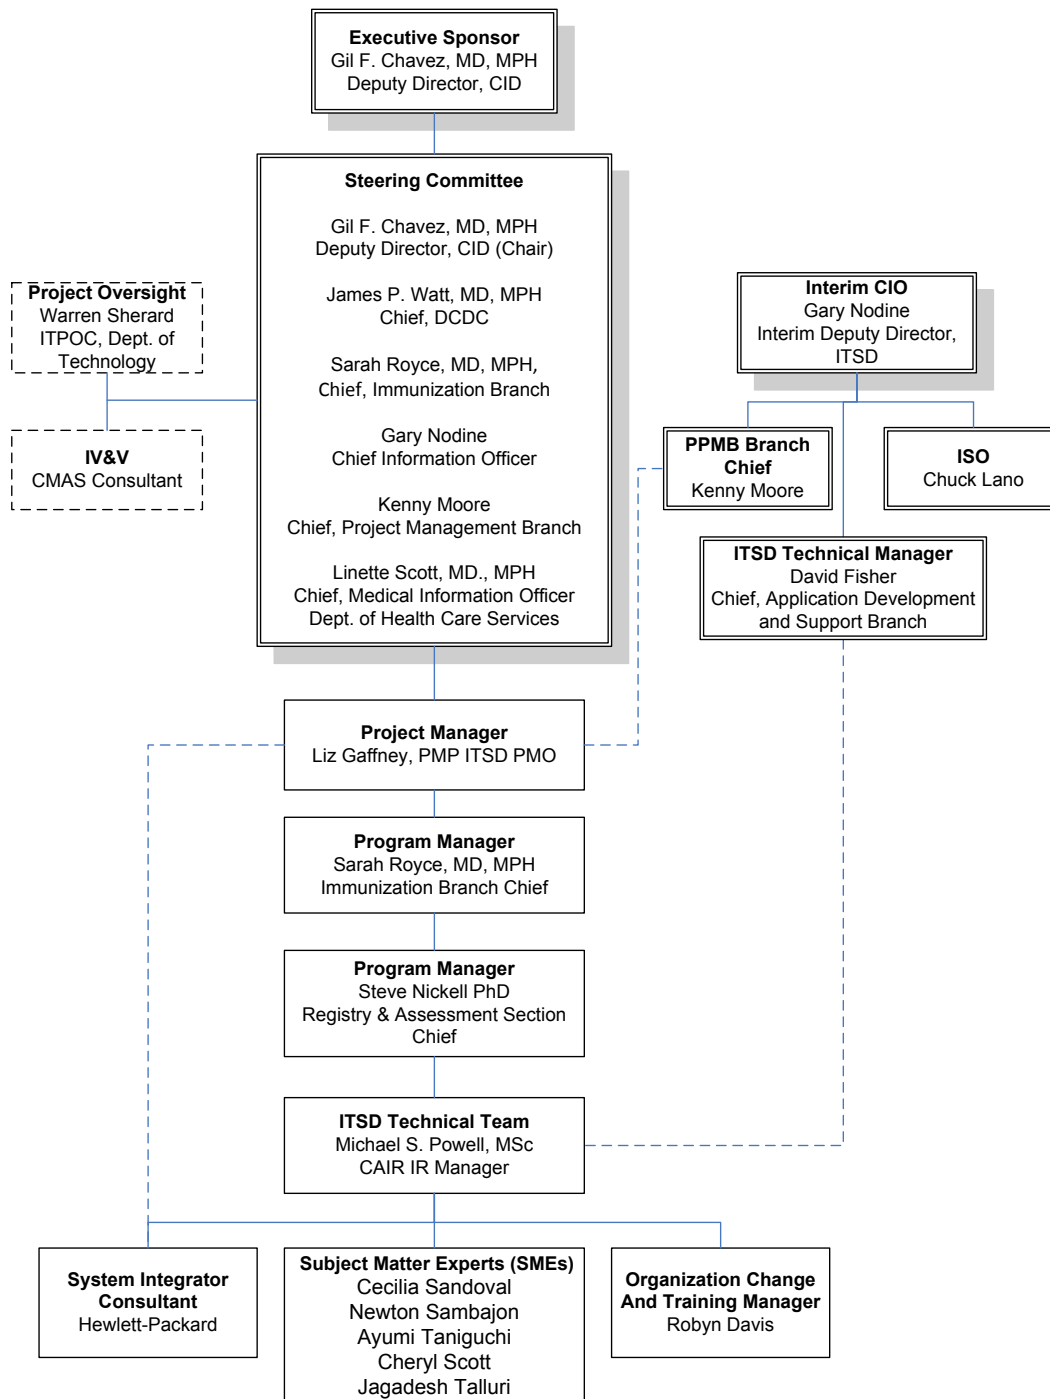 Executive Sponsor
Gil F. Chavez, MD, MPH
Deputy Director, CID
Steering Committee
Gil F. Chavez, MD, MPH
Deputy Director, CID (Chair)
James P. Watt, MD, MPH
Chief, DCDC
Sarah Royce, MD, MPH,
Chief, Immunization Branch
Gary Nodine
Chief Information Officer
Kenny Moore
Chief, Project Management Branch
Linette Scott, MD., MPH
Chief, Medical Information Officer
Dept. of Health Care Services
Project Oversight
Warren Sherard
ITPOC, Dept. of
Technology
IV&V
CMAS Consultant
Interim CIO
Gary Nodine
Interim Deputy Director,
ITSD
PPMB Branch
Chief
Kenny Moore
ISO
Chuck Lano
ITSD Technical Manager
David Fisher
Chief, Application Development
and Support Branch
Project Manager
Liz Gaffney, PMP ITSD PMO
Program Manager
Sarah Royce, MD, MPH
Immunization Branch Chief
Program Manager
Steve Nickell PhD
Registry & Assessment Section
Chief
ITSD Technical Team
Michael S. Powell, MSc
CAIR IR Manager
System Integrator
Consultant
Hewlett-Packard
Subject Matter Experts (SMEs)
Cecilia Sandoval
Newton Sambajon
Ayumi Taniguchi
Cheryl Scott
Jagadesh Talluri
Organization Change
And Training Manager
Robyn Davis